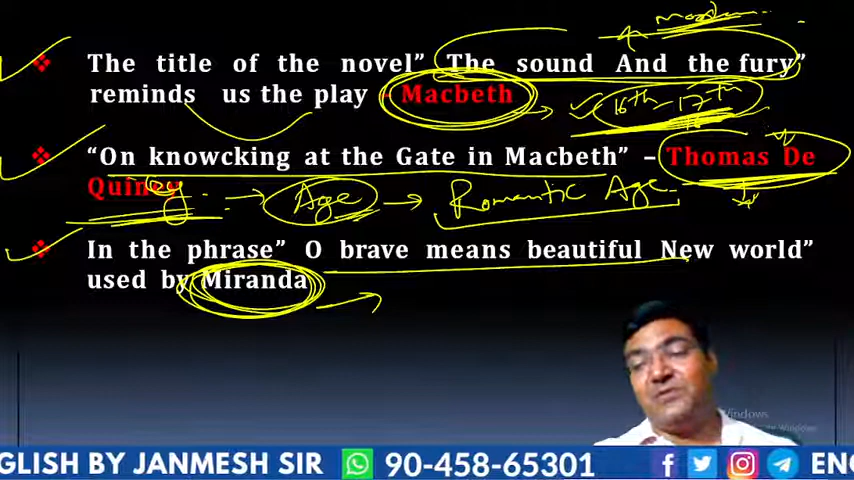 modern
The title of the novel” The sound And the fury”
reminds us the play - Macbeth 16th - 17th
“On knowcking at the Gate in Macbeth” – Thomas De
Quincy Age Romantic Age
In the phrase” O brave means beautiful New world”
used by Miranda
Windows
GLISH BY JANMESH SIR 90-458-65301 ENG